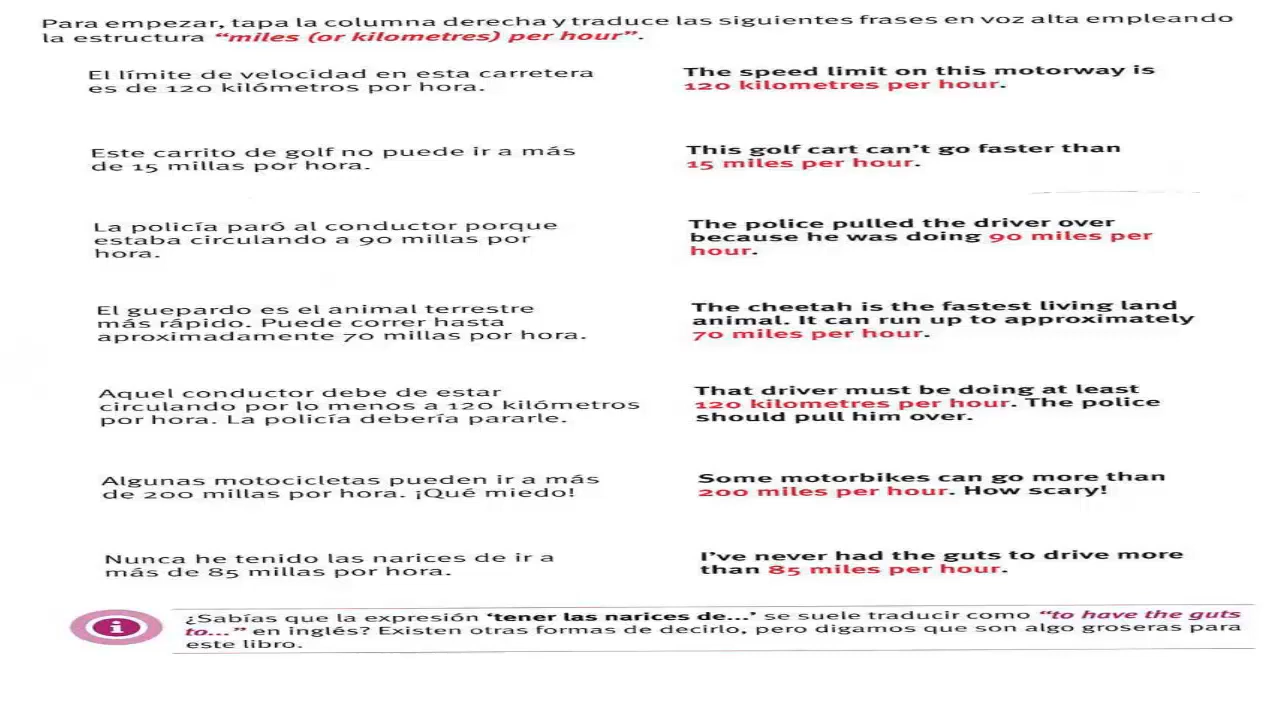 Para empezar, tapa la columna derecha y traduce las siguientes frases en voz alta empleando
la estructura “miles (or kilometres) per hour”.
El límite de velocidad en esta carretera
es de 120 kilómetros por hora.
The speed limit on this motorway is
120 kilometres per hour.
Este carrito de golf no puede ir a más
de 15 millas por hora.
This golf cart can’t go faster than
15 miles per hour.
La policía paró al conductor porque
estaba circulando a 90 millas por
hora.
The police pulled the driver over
because he was doing 90 miles per
hour.
El guepardo es el animal terrestre
más rápido. Puede correr hasta
aproximadamente 70 millas por hora.
The cheetah is the fastest living land
animal. It can run up to approximately
70 miles per hour.
Aquel conductor debe de estar
circulando por lo menos a 120 kilómetros
por hora. La policía debería pararle.
That driver must be doing at least
120 kilometres per hour. The police
should pull him over.
Algunas motocicletas pueden ir a más
de 200 millas por hora. ¡Qué miedo!
Some motorbikes can go more than
200 miles per hour. How scary!
Nunca he tenido las narices de ir a
más de 85 millas por hora.
I’ve never had the guts to drive more
than 85 miles per hour.
i
¿Sabías que la expresión ‘tener las narices de...’ se suele traducir como “to have the guts
to...” en inglés? Existen otras formas de decirlo, pero digamos que son algo groseras para
este libro.